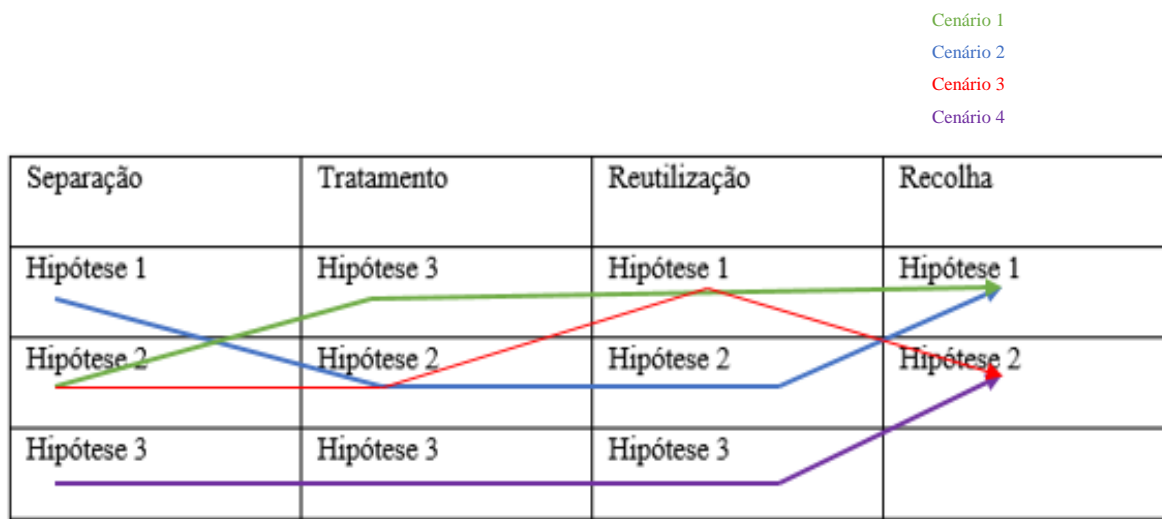 Cenário 1
Cenário 2
Cenário 3
Cenário 4
Separação Tratamento Reutilização Recolha
Hipótese 1 Hipótese 3 Hipótese 1 Hipótese 1
Hipótese 2 Hipótese 2 Hipótese 2 Hipótese 2
Hipótese 3 Hipótese 3 Hipótese 3